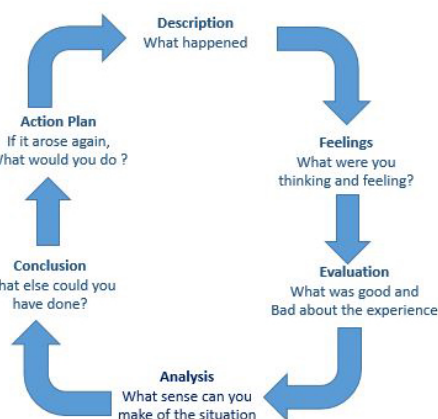 Description
What happened
Feelings
What were you
thinking and feeling?
Evaluation
What was good and
Bad about the experience
Analysis
What sense can you
make of the situation
Conclusion
hat else could you
have done?
Action Plan
If it arose again,
What would you do ?